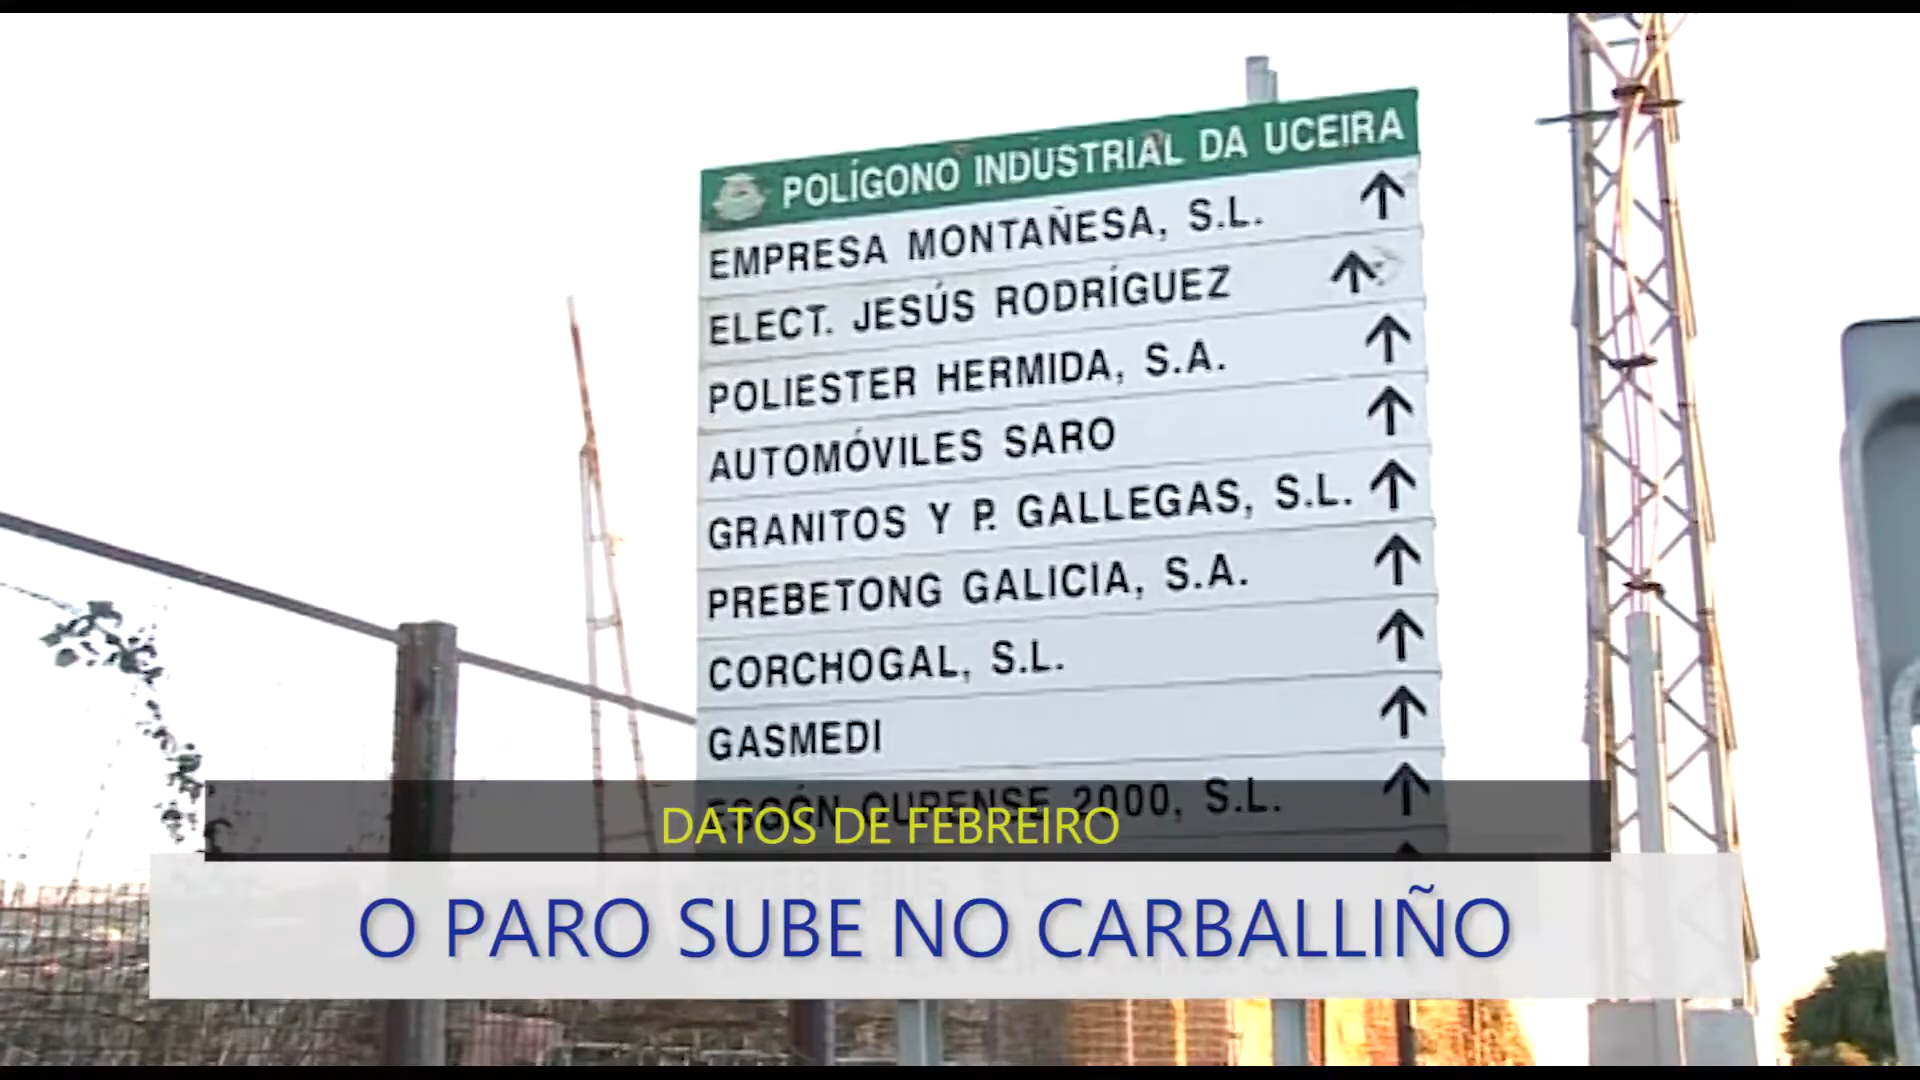 POLÍGONO INDUSTRIAL DA UCEIRA
EMPRESA MONTAÑESA, S.L.
ELECT. JESÚS RODRÍGUEZ
POLIESTER HERMIDA, S.A.
AUTOMÓVILES SARO
GRANITOS Y P. GALLEGAS, S.L.
PREBETONG GALICIA, S.A.
CORCHOGAL, S.L.
GASMEDI
OURENSE 2000, S.L.
DATOS DE FEBREIRO
O PARO SUBE NO CARBALLIÑO